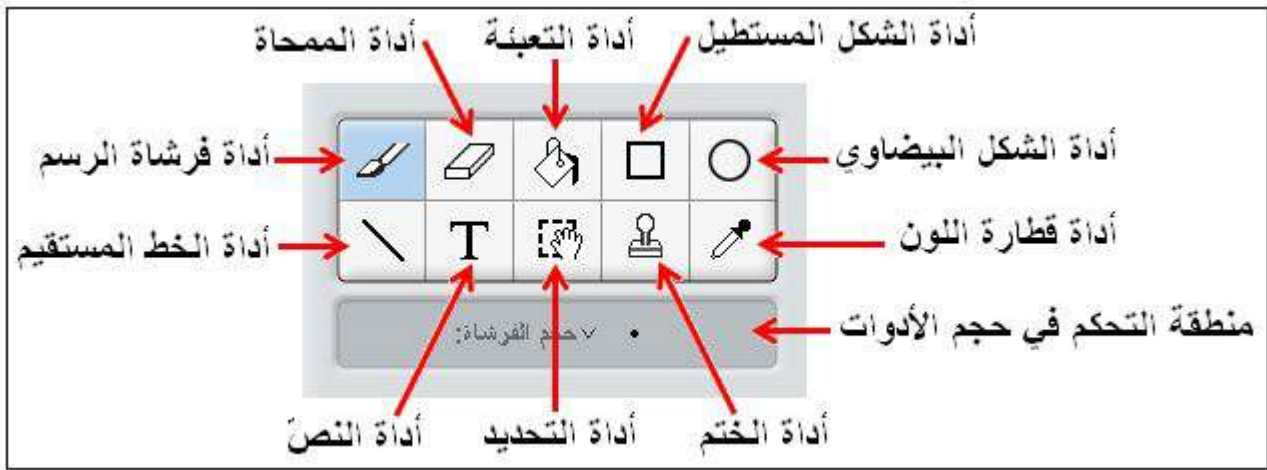 أداة الشكل المستطيل
أداة التعبئة
أداة الممحاة
أداة الشكل البيضاوي
أداة فرشاة الرسم
أداة قطارة اللون
T
أداة الخط المستقيم
منطقة التحكم في حجم الأدوات
حجم الفرشاة:
أداة الختم
أداة التحديد
أداة النصّ